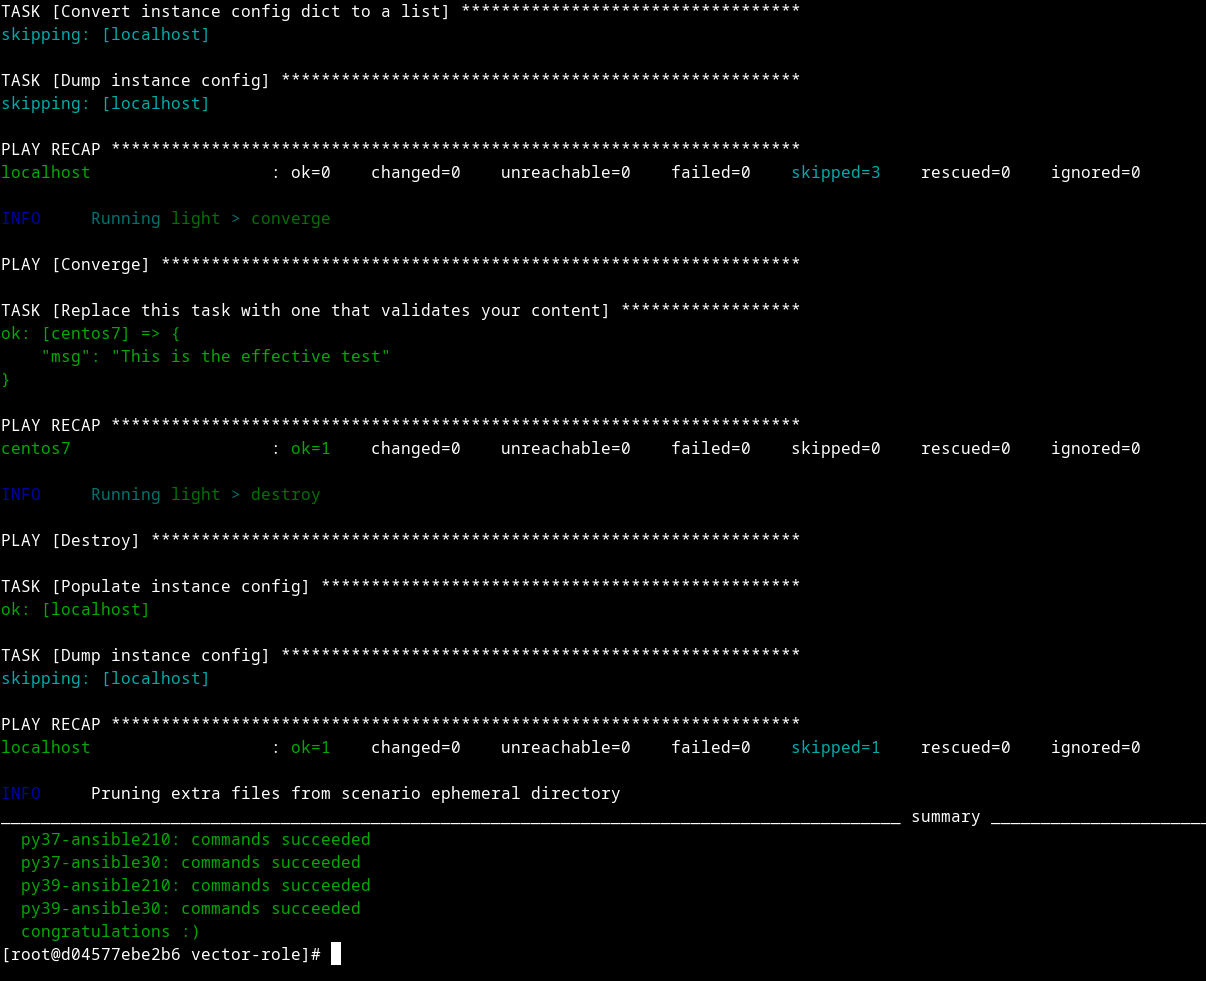 TASK [Convert instance config dict to a list] **********************************
skipping: [localhost]
TASK [Dump instance config] ****************************************************
skipping: [localhost]
PLAY RECAP *********************************************************************
localhost                  : ok=0    changed=0    unreachable=0    failed=0    skipped=3    rescued=0    ignored=0
INFO     Running light > converge
PLAY [Converge] ****************************************************************
TASK [Replace this task with one that validates your content] ******************
ok: [centos7] => {
    "msg": "This is the effective test"
}
PLAY RECAP *********************************************************************
centos7                    : ok=1    changed=0    unreachable=0    failed=0    skipped=0    rescued=0    ignored=0
INFO     Running light > destroy
PLAY [Destroy] *****************************************************************
TASK [Populate instance config] ************************************************
ok: [localhost]
TASK [Dump instance config] ****************************************************
skipping: [localhost]
PLAY RECAP *********************************************************************
localhost                  : ok=1    changed=0    unreachable=0    failed=0    skipped=1    rescued=0    ignored=0
INFO     Pruning extra files from scenario ephemeral directory
__________________________________________________________________________________________ summary ______________________
  py37-ansible210: commands succeeded
  py37-ansible30: commands succeeded
  py39-ansible210: commands succeeded
  py39-ansible30: commands succeeded
  congratulations :)
[root@d04577ebe2b6 vector-role]#